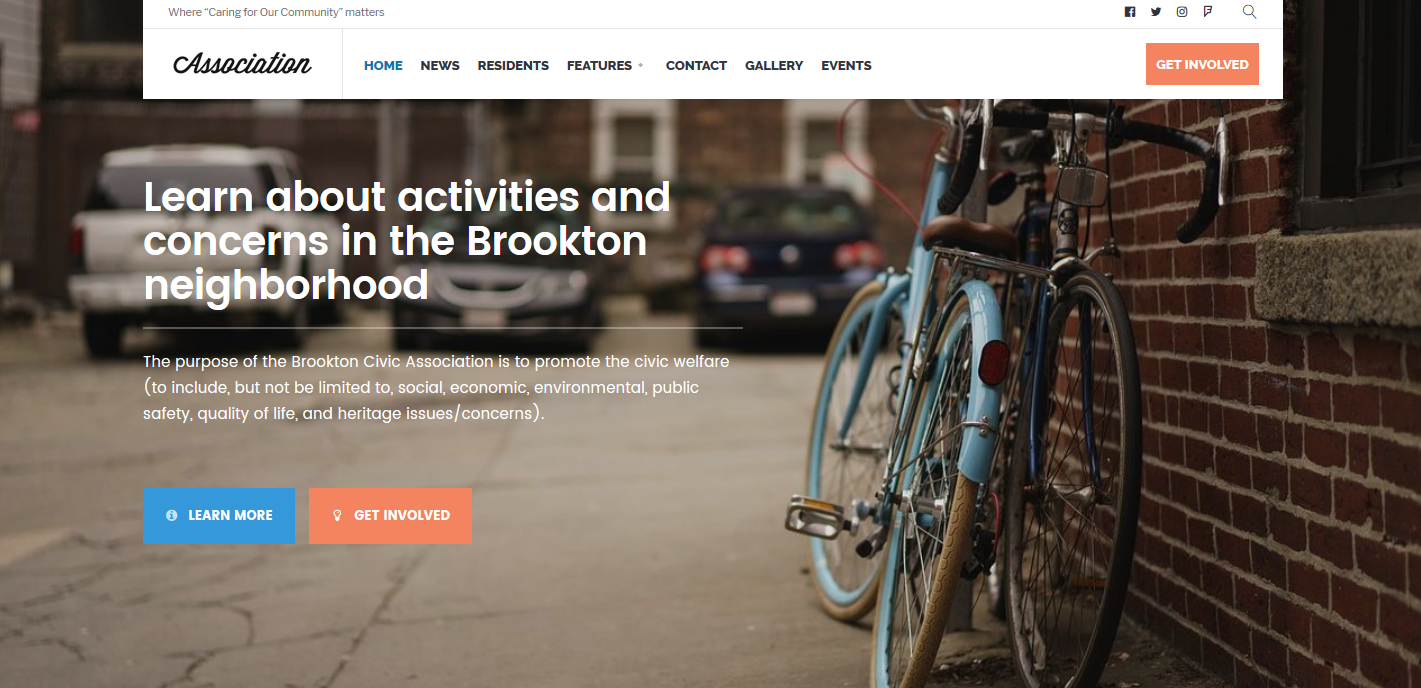 Where “Caring for Our Community” matters
Association
HOME NEWS RESIDENTS FEATURES CONTACT GALLERY EVENTS
GET INVOLVED
Learn about activities and
concerns in the Brookton
neighborhood
The purpose of the Brookton Civic Association is to promote the civic welfare
(to include, but not be limited to, social, economic, environmental, public
safety, quality of life, and heritage issues/concerns).
LEARN MORE
GET INVOLVED